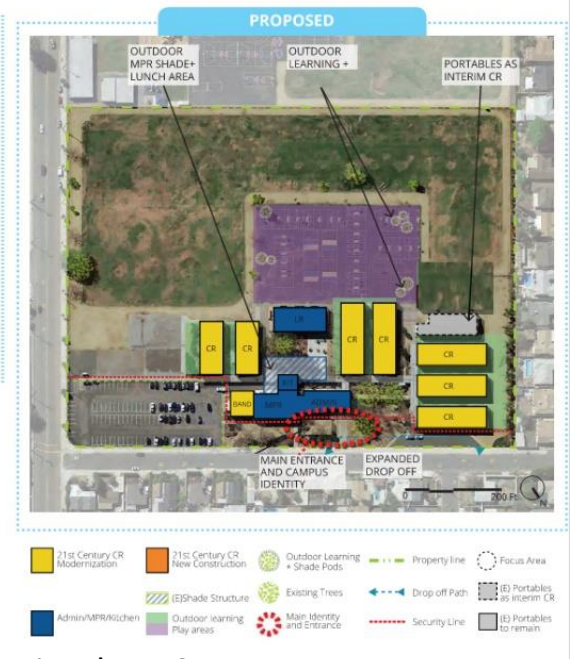 PROPOSED
OUTDOOR
MPR SHADE+
LUNCH AREA
OUTDOOR
LEARNING +
PORTABLES AS
INTERIM CR
LR
CR
CR
CR
CR
CR
CR
CR
KIT
BAND
MPR
ADMIN
MAIN ENTRANCE
AND CAMPUS
IDENTITY
EXPANDED
DROP OFF
0
200 Ft.
N
21st Century CR
Modernization
21st Century CR
New Construction
Outdoor Learning
+ Shade Pods
Property line
Focus Area
(E)Shade Structure
Existing Trees
Drop off Path
(E) Portables
as interim CR
Admin/MPR/Kitchen
Outdoor learning
Play areas
Main Identity
and Entrance
Security Line
(E) Portables
to remain